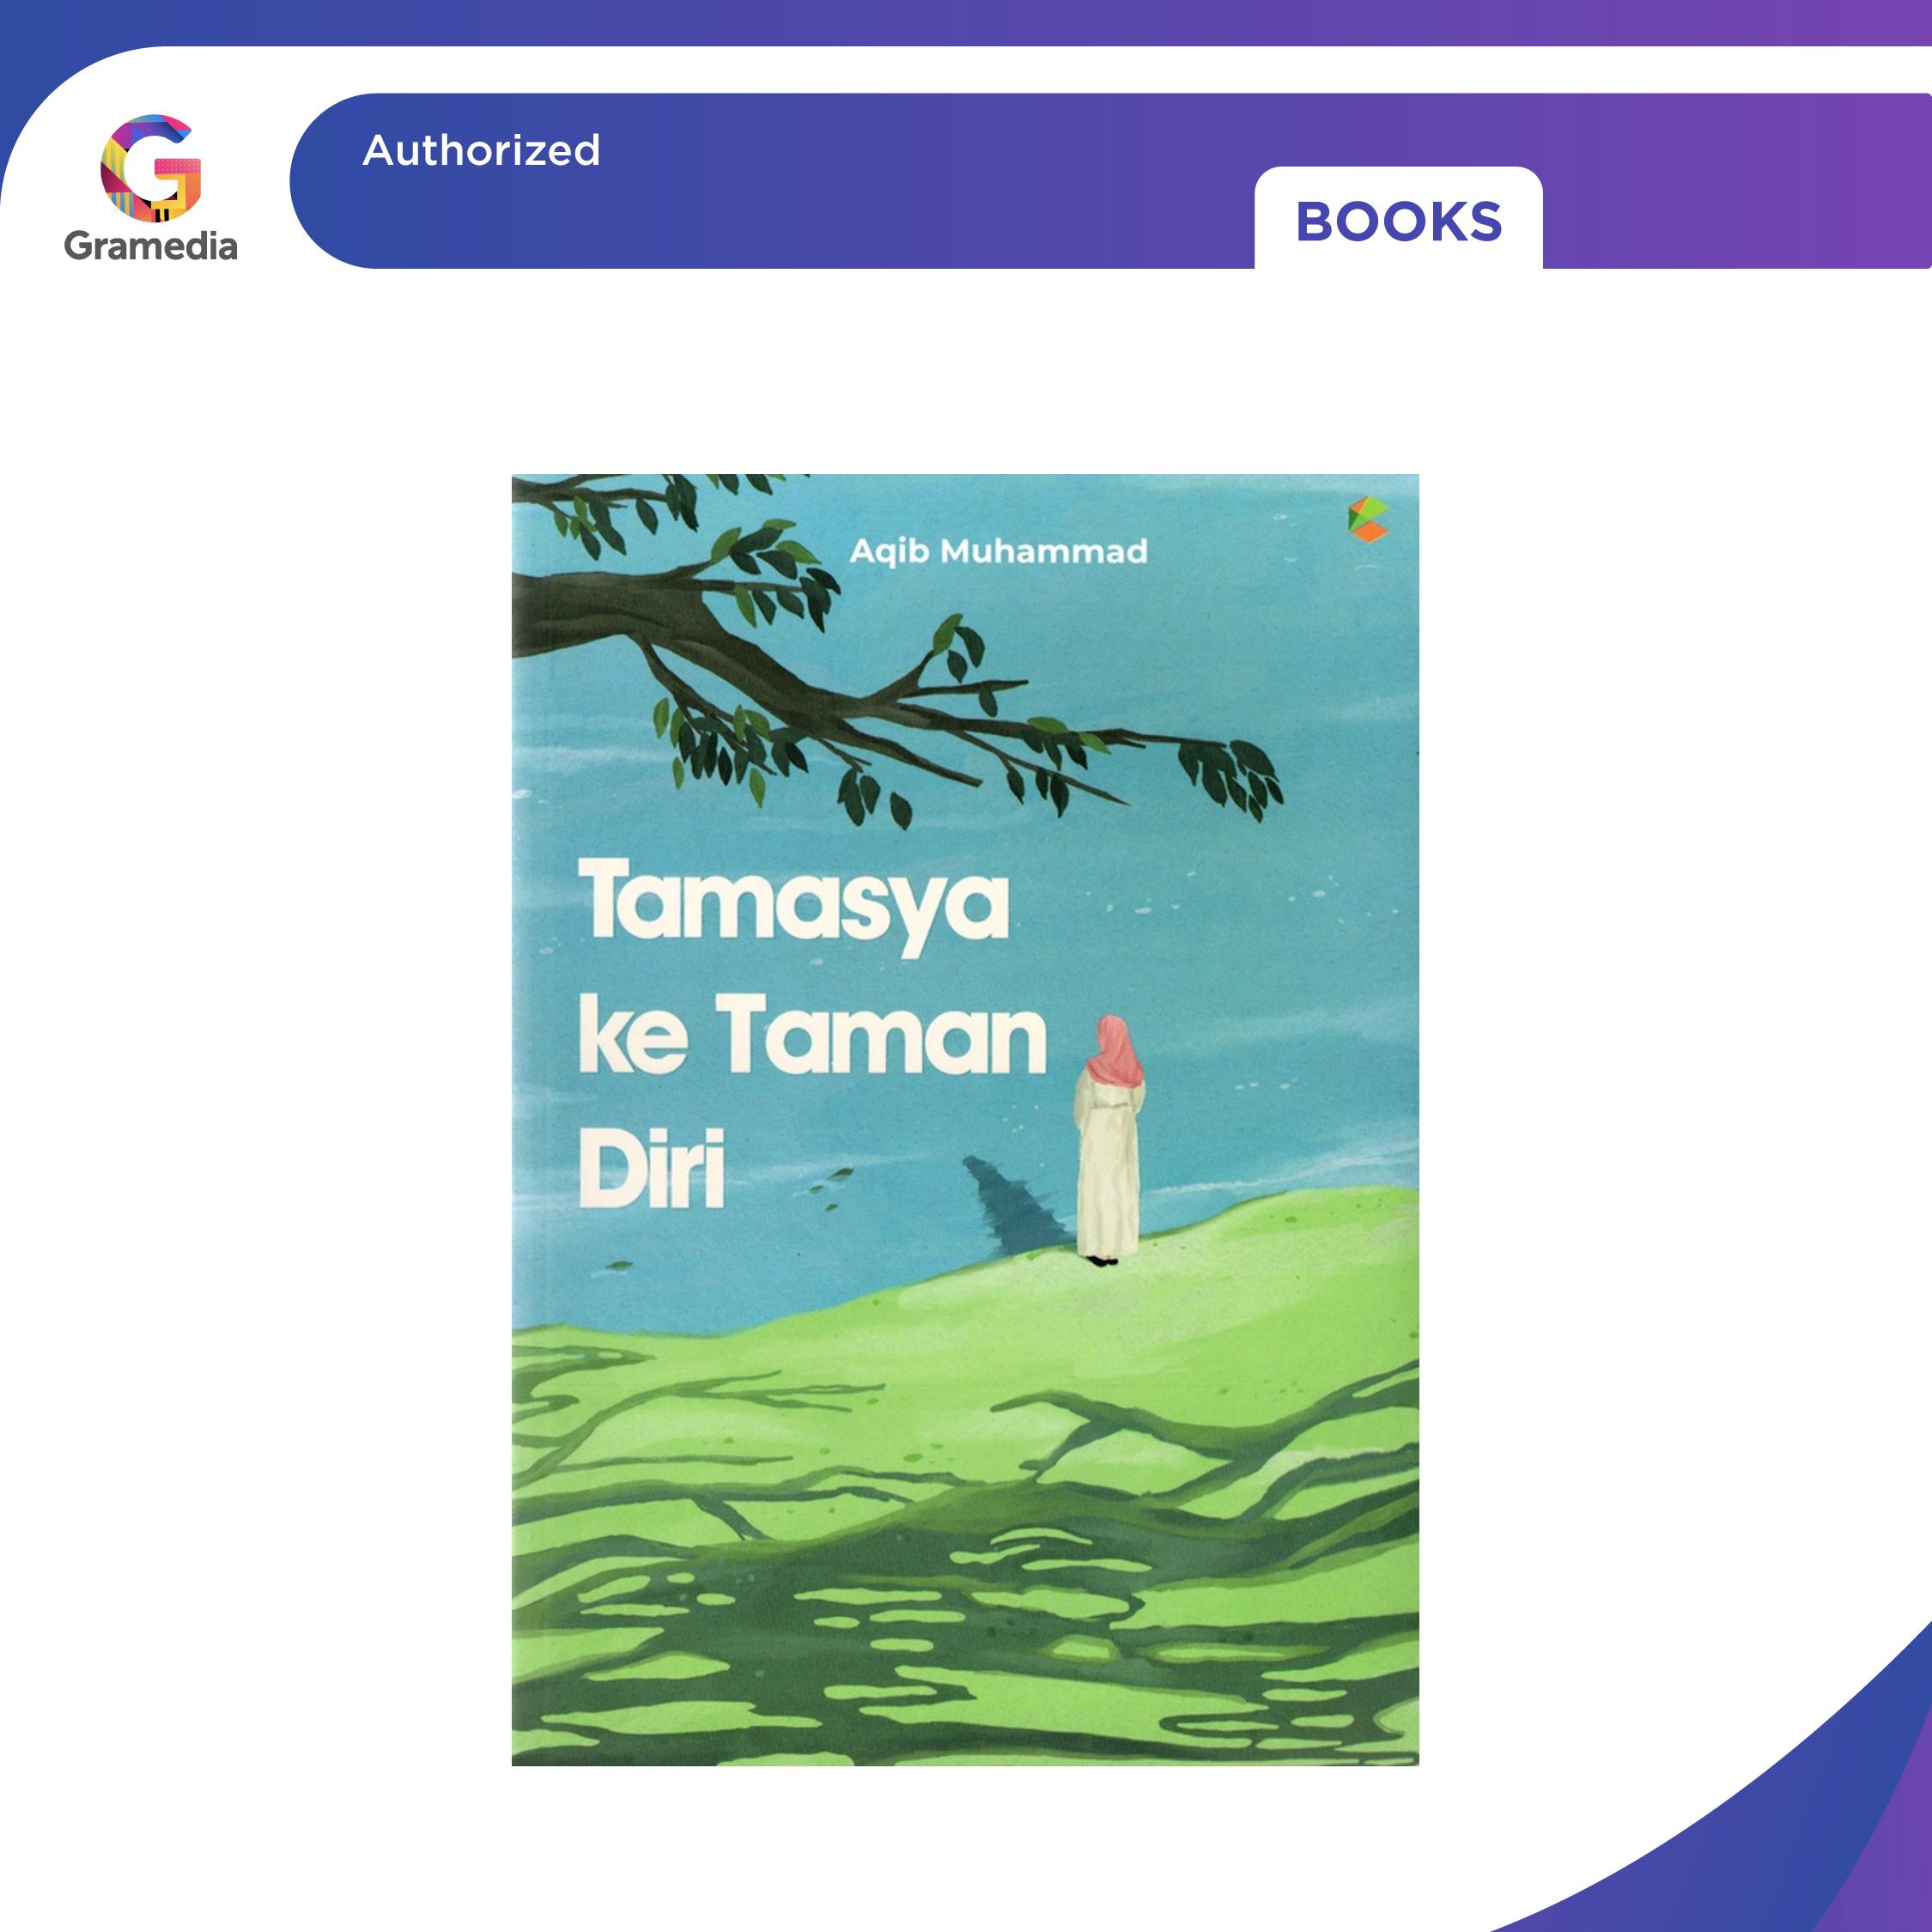 Gramedia
Authorized
BOOKS
Aqib Muhammad
Tamasya
ke Taman
Diri